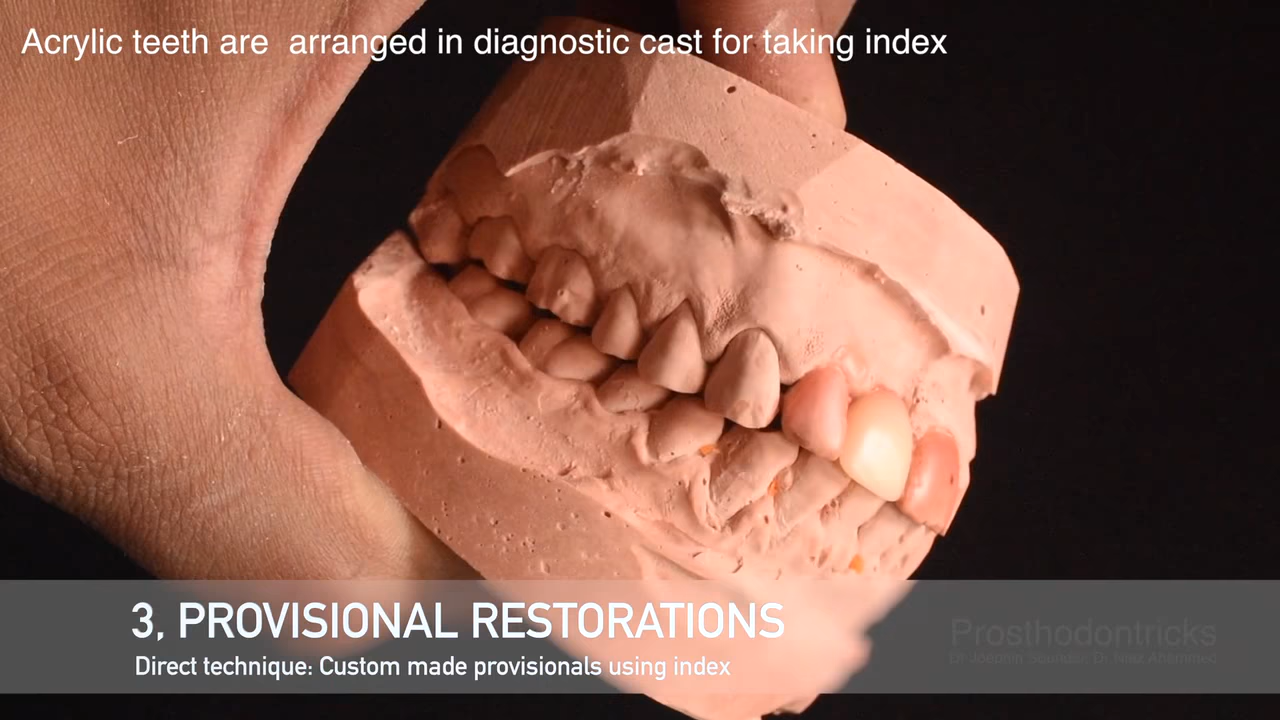 Acrylic teeth are  arranged in diagnostic cast for taking index
3, PROVISIONAL RESTORATIONS
Direct technique: Custom made provisionals using index
Prosthodontricks